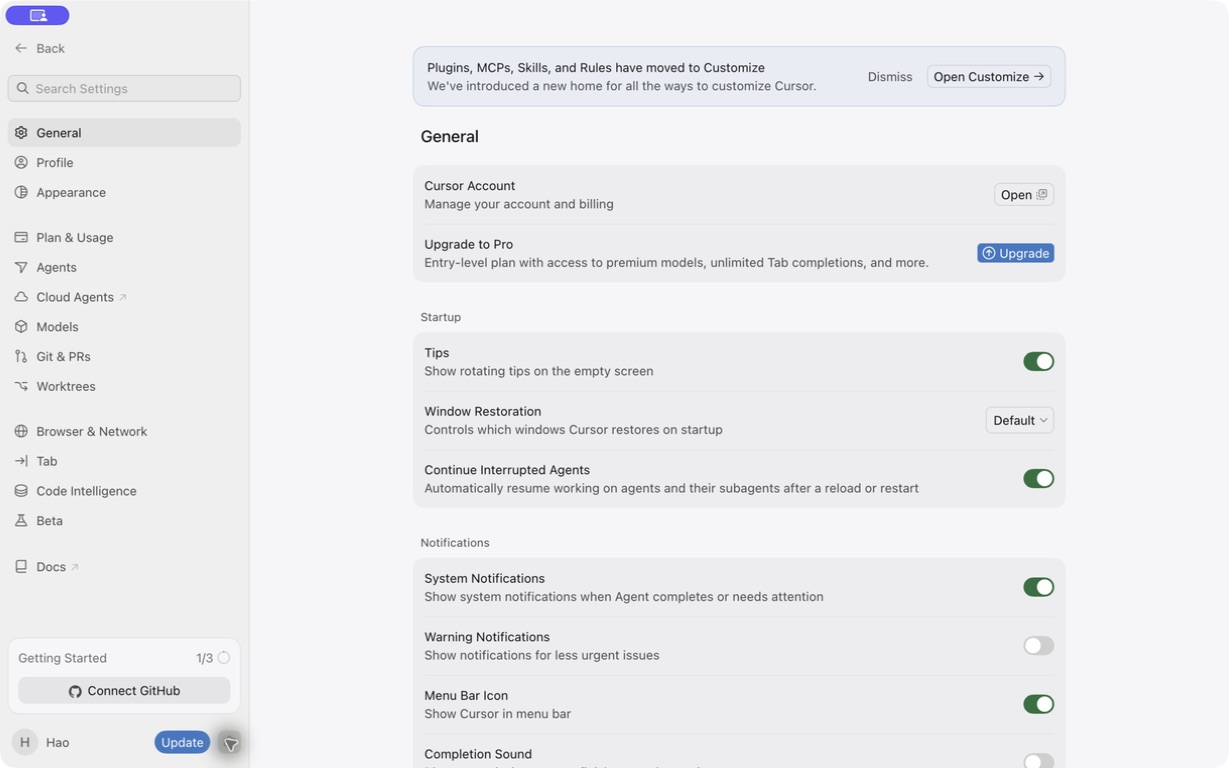 Back
Search Settings
General
Profile
Appearance
Plan & Usage
Agents
Cloud Agents
Models
Git & PRs
Worktrees
Browser & Network
Tab
Code Intelligence
Beta
Docs
Getting Started 1/3
Connect GitHub
H Hao Update
Plugins, MCPs, Skills, and Rules have moved to Customize
We've introduced a new home for all the ways to customize Cursor.
Dismiss Open Customize →
General
Cursor Account
Manage your account and billing
Open
Upgrade to Pro
Entry-level plan with access to premium models, unlimited Tab completions, and more.
Upgrade
Startup
Tips
Show rotating tips on the empty screen
Window Restoration
Controls which windows Cursor restores on startup
Default
Continue Interrupted Agents
Automatically resume working on agents and their subagents after a reload or restart
Notifications
System Notifications
Show system notifications when Agent completes or needs attention
Warning Notifications
Show notifications for less urgent issues
Menu Bar Icon
Show Cursor in menu bar
Completion Sound